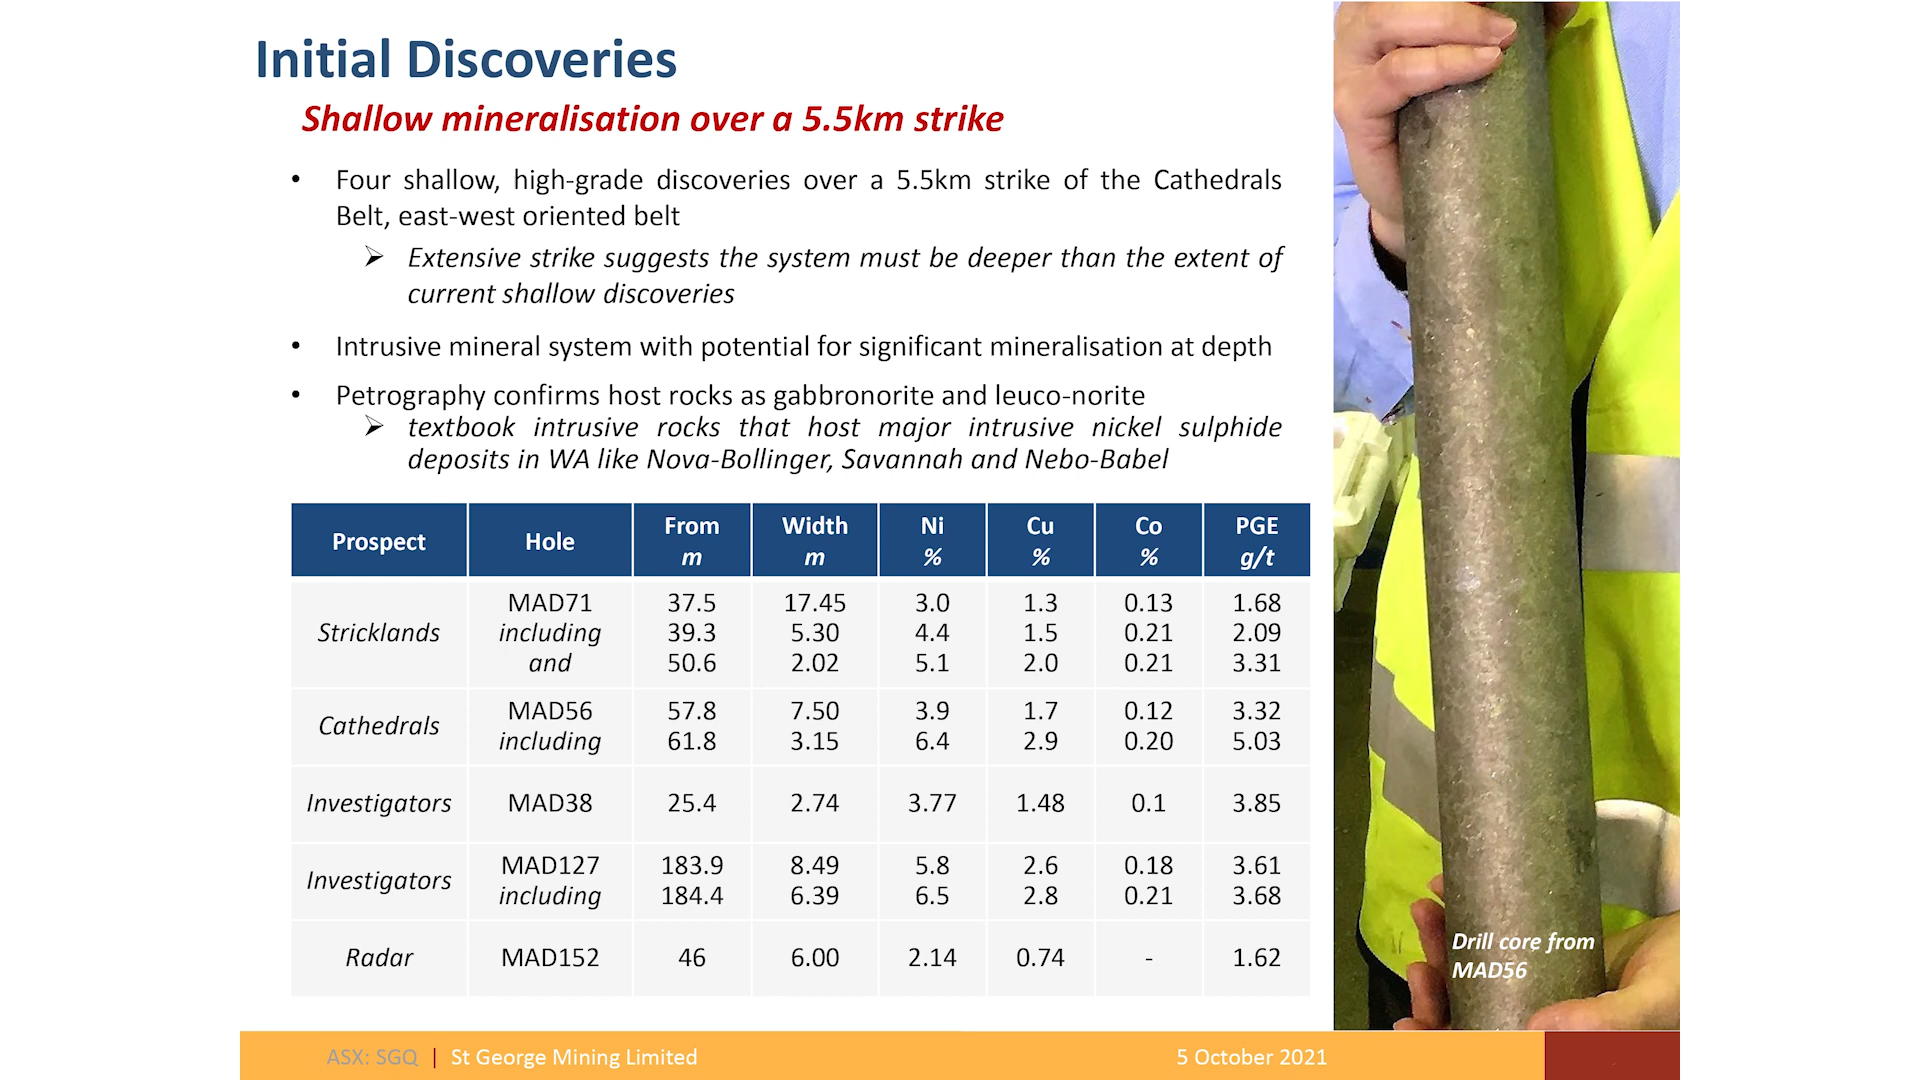 Initial Discoveries
Shallow mineralisation over a 5.5km strike
• Four shallow, high-grade discoveries over a 5.5km strike of the Cathedrals
Belt, east-west oriented belt
➢ Extensive strike suggests the system must be deeper than the extent of
current shallow discoveries
• Intrusive mineral system with potential for significant mineralisation at depth
• Petrography confirms host rocks as gabbronorite and leuco-norite
➢ textbook intrusive rocks that host major intrusive nickel sulphide
deposits in WA like Nova-Bollinger, Savannah and Nebo-Babel
Prospect Hole From m Width m Ni % Cu % Co % PGE g/t
Stricklands
MAD71 37.5 17.45 3.0 1.3 0.13 1.68
including 39.3 5.30 4.4 1.5 0.21 2.09
and 50.6 2.02 5.1 2.0 0.21 3.31
Cathedrals
MAD56 57.8 7.50 3.9 1.7 0.12 3.32
including 61.8 3.15 6.4 2.9 0.20 5.03
Investigators MAD38 25.4 2.74 3.77 1.48 0.1 3.85
Investigators
MAD127 183.9 8.49 5.8 2.6 0.18 3.61
including 184.4 6.39 6.5 2.8 0.21 3.68
Radar MAD152 46 6.00 2.14 0.74 - 1.62
Drill core from
MAD56
ASX: SGQ | St George Mining Limited 5 October 2021